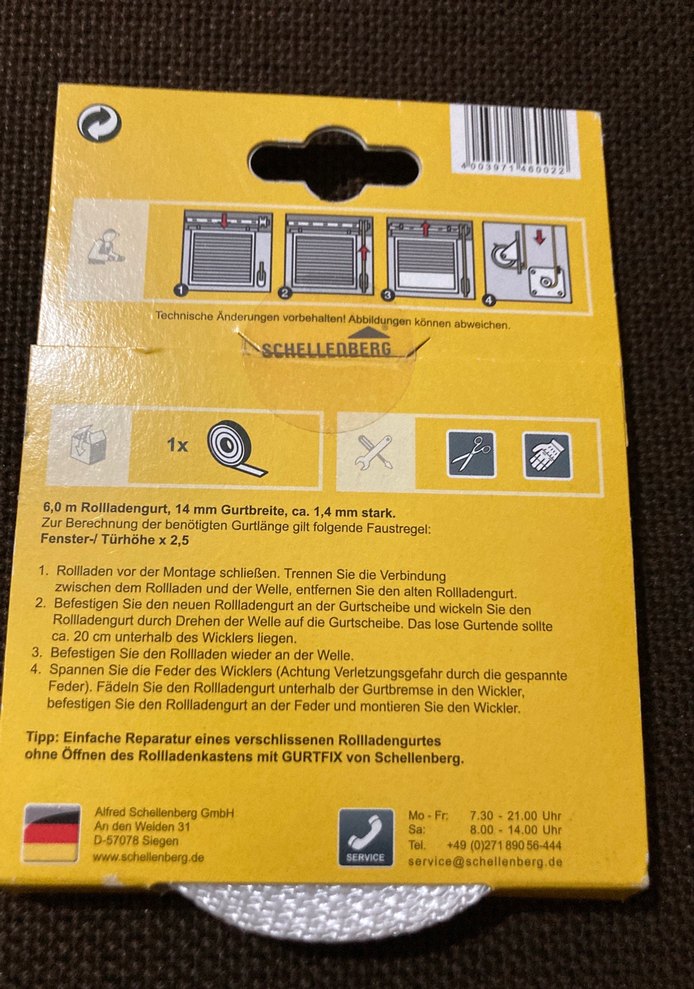 4003971 460022
1
2
3
4
Technische Änderungen vorbehalten! Abbildungen können abweichen.
SCHELLENBERG
1x
6,0 m Rollladengurt, 14 mm Gurtbreite, ca. 1,4 mm stark.
Zur Berechnung der benötigten Gurtlänge gilt folgende Faustregel:
Fenster-/ Türhöhe x 2,5
1. Rollladen vor der Montage schließen. Trennen Sie die Verbindung
zwischen dem Rollladen und der Welle, entfernen Sie den alten Rollladengurt.
2. Befestigen Sie den neuen Rollladengurt an der Gurtscheibe und wickeln Sie den
Rollladengurt durch Drehen der Welle auf die Gurtscheibe. Das lose Gurtende sollte
ca. 20 cm unterhalb des Wicklers liegen.
3. Befestigen Sie den Rollladen wieder an der Welle.
4. Spannen Sie die Feder des Wicklers (Achtung Verletzungsgefahr durch die gespannte
Feder). Fädeln Sie den Rollladengurt unterhalb der Gurtbremse in den Wickler,
befestigen Sie den Rollladengurt an der Feder und montieren Sie den Wickler.
Tipp: Einfache Reparatur eines verschlissenen Rollladengurtes
ohne Öffnen des Rollladenkastens mit GURTFIX von Schellenberg.
Alfred Schellenberg GmbH
An den Weiden 31
D-57078 Siegen
www.schellenberg.de
SERVICE
Mo - Fr: 7.30 - 21.00 Uhr
Sa: 8.00 - 14.00 Uhr
Tel. +49 (0)271 890 56-444
service@schellenberg.de